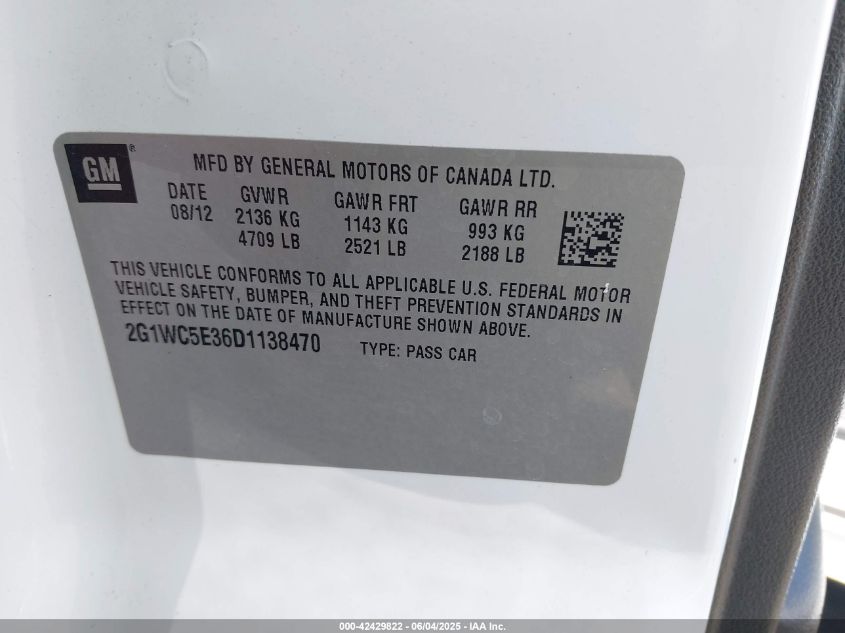 GM ®
MFD BY GENERAL MOTORS OF CANADA LTD.
DATE GVWR GAWR FRT GAWR RR
08/12 2136 KG 1143 KG 993 KG
4709 LB 2521 LB 2188 LB
THIS VEHICLE CONFORMS TO ALL APPLICABLE U.S. FEDERAL MOTOR
VEHICLE SAFETY, BUMPER, AND THEFT PREVENTION STANDARDS IN
EFFECT ON THE DATE OF MANUFACTURE SHOWN ABOVE.
2G1WC5E36D1138470 TYPE: PASS CAR
000-42429822 - 06/04/2025 - IAA Inc.